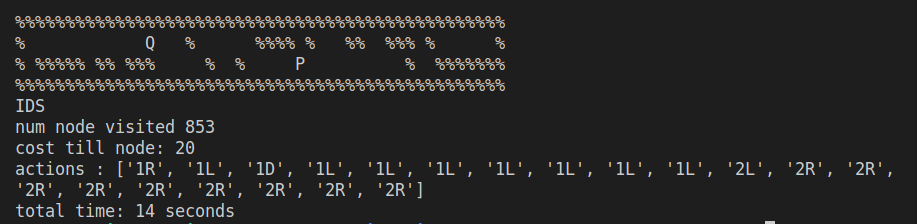 %%%%%%%%%%%%%%%%%%%%%%%%%%%%%%%%%%%%%%%%%%%%%%%%%
%            Q   %      %%%% %   %%  %%% %      %
% %%%%% %% %%%     %  %     P          %  %%%%%%%
%%%%%%%%%%%%%%%%%%%%%%%%%%%%%%%%%%%%%%%%%%%%%%%%%
IDS
num node visited 853
cost till node: 20
actions : ['1R', '1L', '1D', '1L', '1L', '1L', '1L', '1L', '1L', '1L', '2L', '2R', '2R',
'2R', '2R', '2R', '2R', '2R', '2R', '2R']
total time: 14 seconds